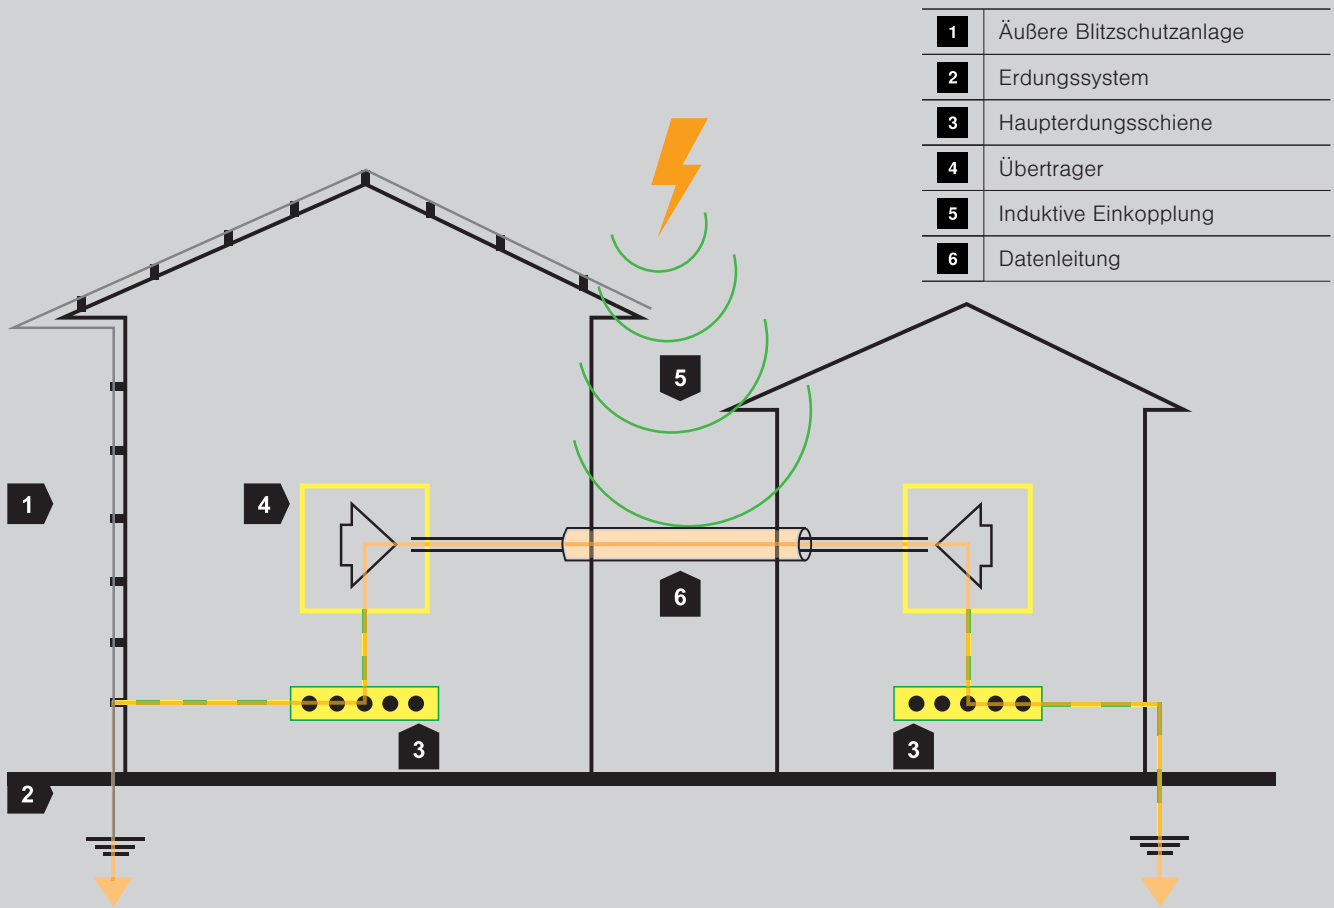 1 Äußere Blitzschutzanlage
2 Erdungssystem
3 Haupterdungsschiene
4 Übertrager
5 Induktive Einkopplung
6 Datenleitung
5
1
4
6
3
3
2